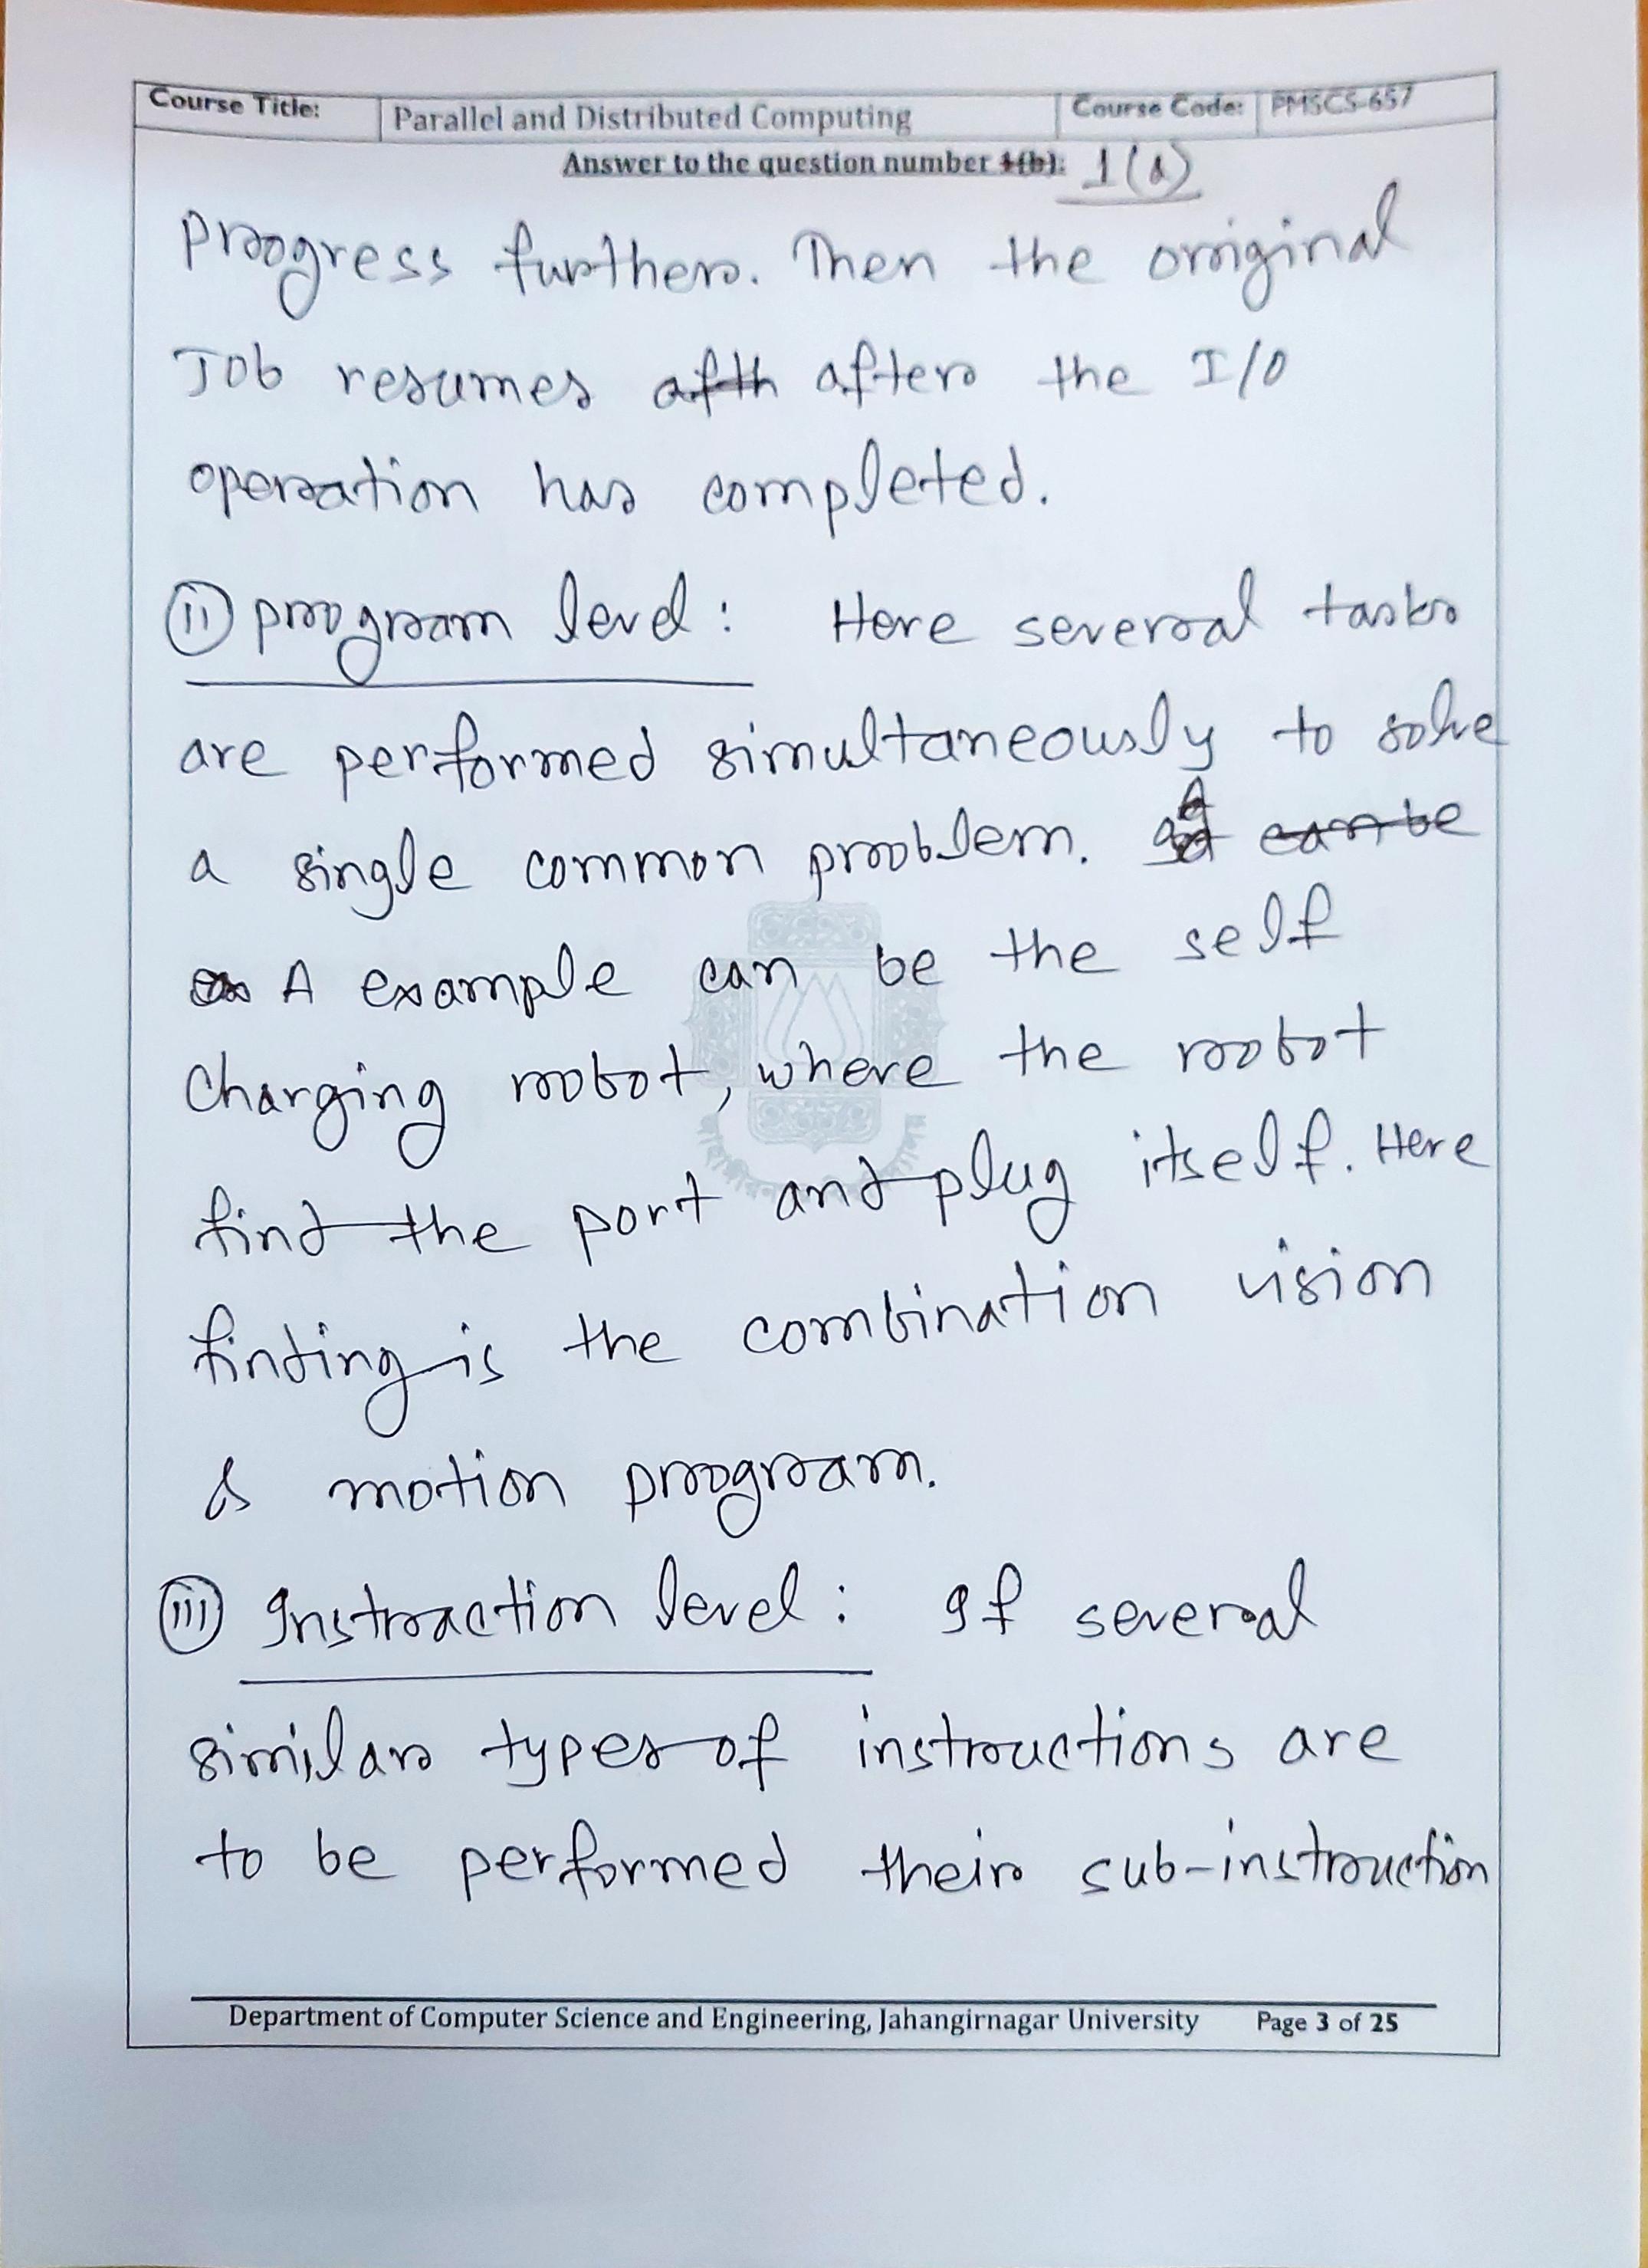 Course Title: Parallel and Distributed Computing Course Code: PMSCS-657
Answer to the question number 1(b): 1(a)
progress further. Then the original
Job resumes afth after the I/O
operation has completed.
(ii) program level: Here several tasks
are performed simultaneously to solve
a single common problem. can be
A example can be the self
Charging robot, where the robot
find the port and plug itself. Here
finding is the combination vision
& motion program.
(iii) Instraction level: If several
similar types of instructions are
to be performed their sub-instruction
Department of Computer Science and Engineering, Jahangirnagar University Page 3 of 25